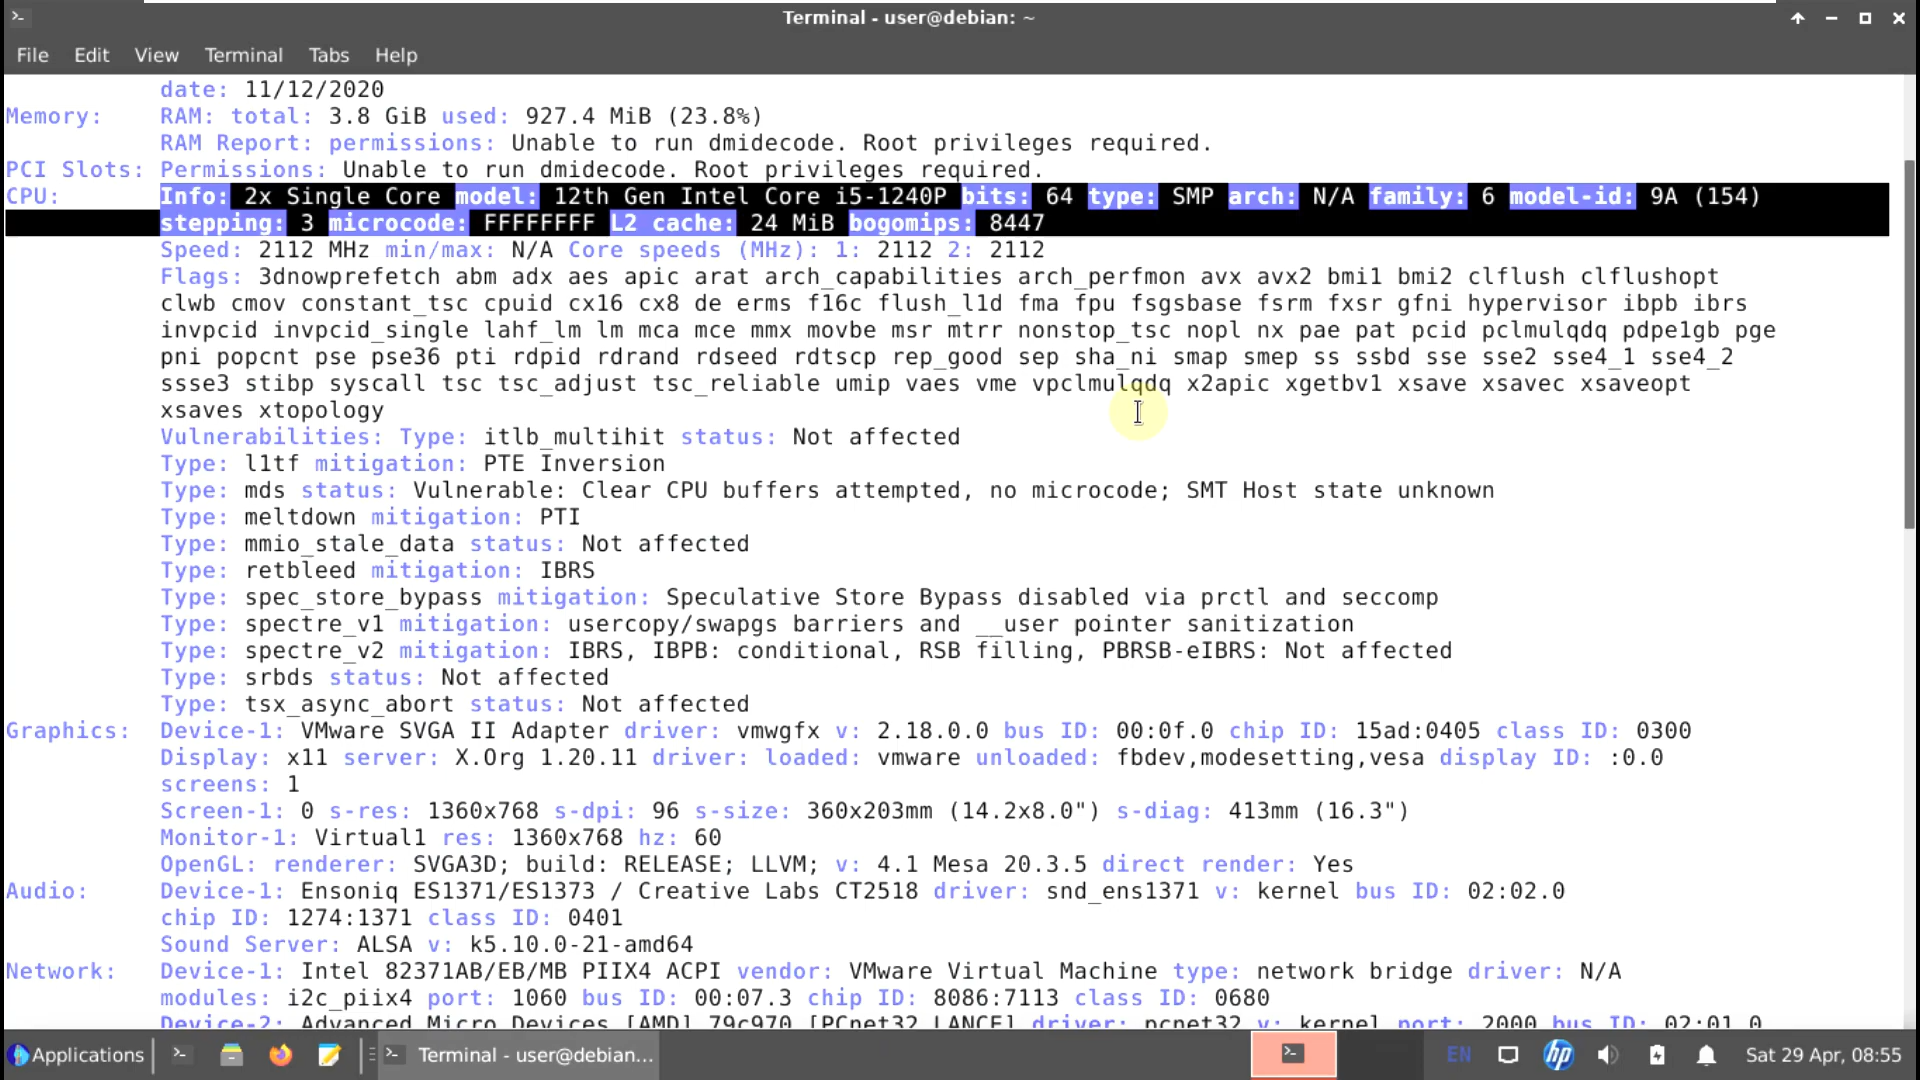 Terminal - user@debian: ~
File Edit View Terminal Tabs Help
date: 11/12/2020
Memory: RAM: total: 3.8 GiB used: 927.4 MiB (23.8%)
RAM Report: permissions: Unable to run dmidecode. Root privileges required.
PCI Slots: Permissions: Unable to run dmidecode. Root privileges required.
CPU: Info: 2x Single Core model: 12th Gen Intel Core i5-1240P bits: 64 type: SMP arch: N/A family: 6 model-id: 9A (154)
stepping: 3 microcode: FFFFFFFF L2 cache: 24 MiB bogomips: 8447
Speed: 2112 MHz min/max: N/A Core speeds (MHz): 1: 2112 2: 2112
Flags: 3dnowprefetch abm adx aes apic arat arch_capabilities arch_perfmon avx avx2 bmi1 bmi2 clflush clflushopt
clwb cmov constant_tsc cpuid cx16 cx8 de erms f16c flush_l1d fma fpu fsgsbase fsrm fxsr gfni hypervisor ibpb ibrs
invpcid invpcid_single lahf_lm lm mca mce mmx movbe msr mtrr nonstop_tsc nopl nx pae pat pcid pclmulqdq pdpe1gb pge
pni popcnt pse pse36 pti rdpid rdrand rdseed rdtscp rep_good sep sha_ni smap smep ss ssbd sse sse2 sse4_1 sse4_2
ssse3 stibp syscall tsc tsc_adjust tsc_reliable umip vaes vme vpclmulqdq x2apic xgetbv1 xsave xsavec xsaveopt
xsaves xtopology
Vulnerabilities: Type: itlb_multihit status: Not affected
Type: l1tf mitigation: PTE Inversion
Type: mds status: Vulnerable: Clear CPU buffers attempted, no microcode; SMT Host state unknown
Type: meltdown mitigation: PTI
Type: mmio_stale_data status: Not affected
Type: retbleed mitigation: IBRS
Type: spec_store_bypass mitigation: Speculative Store Bypass disabled via prctl and seccomp
Type: spectre_v1 mitigation: usercopy/swapgs barriers and __user pointer sanitization
Type: spectre_v2 mitigation: IBRS, IBPB: conditional, RSB filling, PBRSB-eIBRS: Not affected
Type: srbds status: Not affected
Type: tsx_async_abort status: Not affected
Graphics: Device-1: VMware SVGA II Adapter driver: vmwgfx v: 2.18.0.0 bus ID: 00:0f.0 chip ID: 15ad:0405 class ID: 0300
Display: x11 server: X.Org 1.20.11 driver: loaded: vmware unloaded: fbdev,modesetting,vesa display ID: :0.0
screens: 1
Screen-1: 0 s-res: 1360x768 s-dpi: 96 s-size: 360x203mm (14.2x8.0") s-diag: 413mm (16.3")
Monitor-1: Virtual1 res: 1360x768 hz: 60
OpenGL: renderer: SVGA3D; build: RELEASE; LLVM; v: 4.1 Mesa 20.3.5 direct render: Yes
Audio: Device-1: Ensoniq ES1371/ES1373 / Creative Labs CT2518 driver: snd_ens1371 v: kernel bus ID: 02:02.0
chip ID: 1274:1371 class ID: 0401
Sound Server: ALSA v: k5.10.0-21-amd64
Network: Device-1: Intel 82371AB/EB/MB PIIX4 ACPI vendor: VMware Virtual Machine type: network bridge driver: N/A
modules: i2c_piix4 port: 1060 bus ID: 00:07.3 chip ID: 8086:7113 class ID: 0680
Device-2: Advanced Micro Devices [AMD] 79c970 [PCnet32 LANCE] driver: pcnet32 v: kernel port: 2000 bus ID: 02:01.0
Applications Terminal - user@debian... EN hp Sat 29 Apr, 08:55